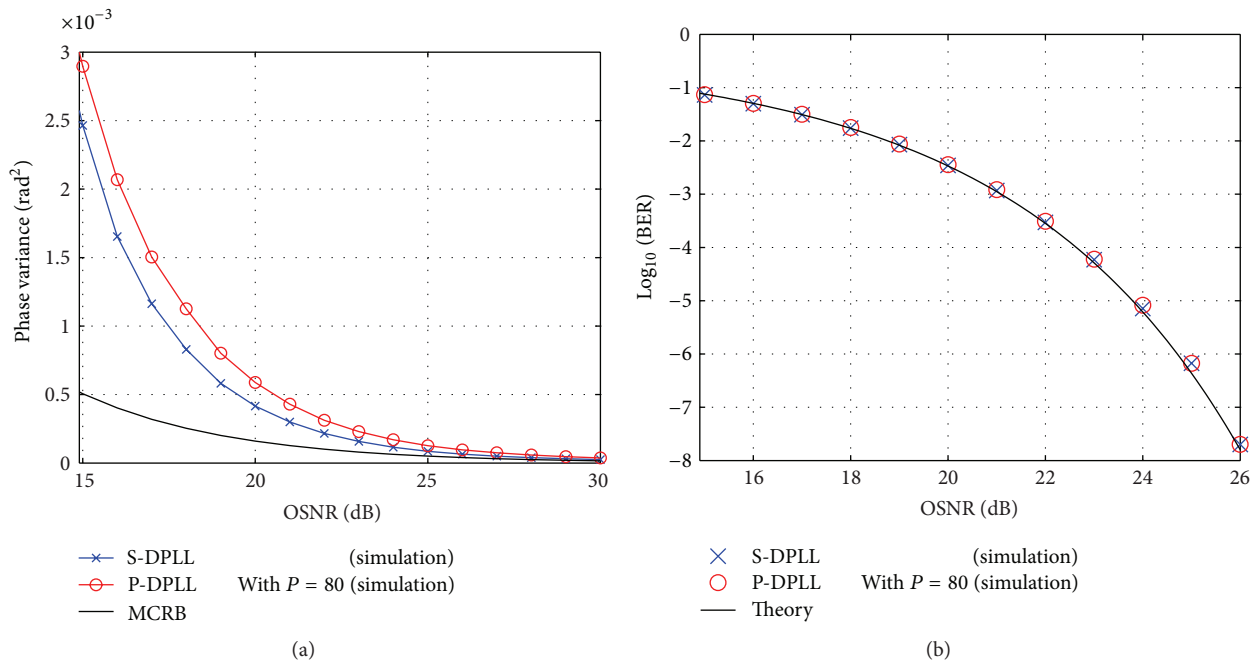 ×10⁻³
3
2.5
2
1.5
1
0.5
0
15
20
25
30
Phase variance (rad²)
OSNR (dB)
S-DPLL (simulation)
P-DPLL With P = 80 (simulation)
MCRB
(a)
0
−1
−2
−3
−4
−5
−6
−7
−8
16
18
20
22
24
26
Log₁₀ (BER)
OSNR (dB)
S-DPLL (simulation)
P-DPLL With P = 80 (simulation)
Theory
(b)